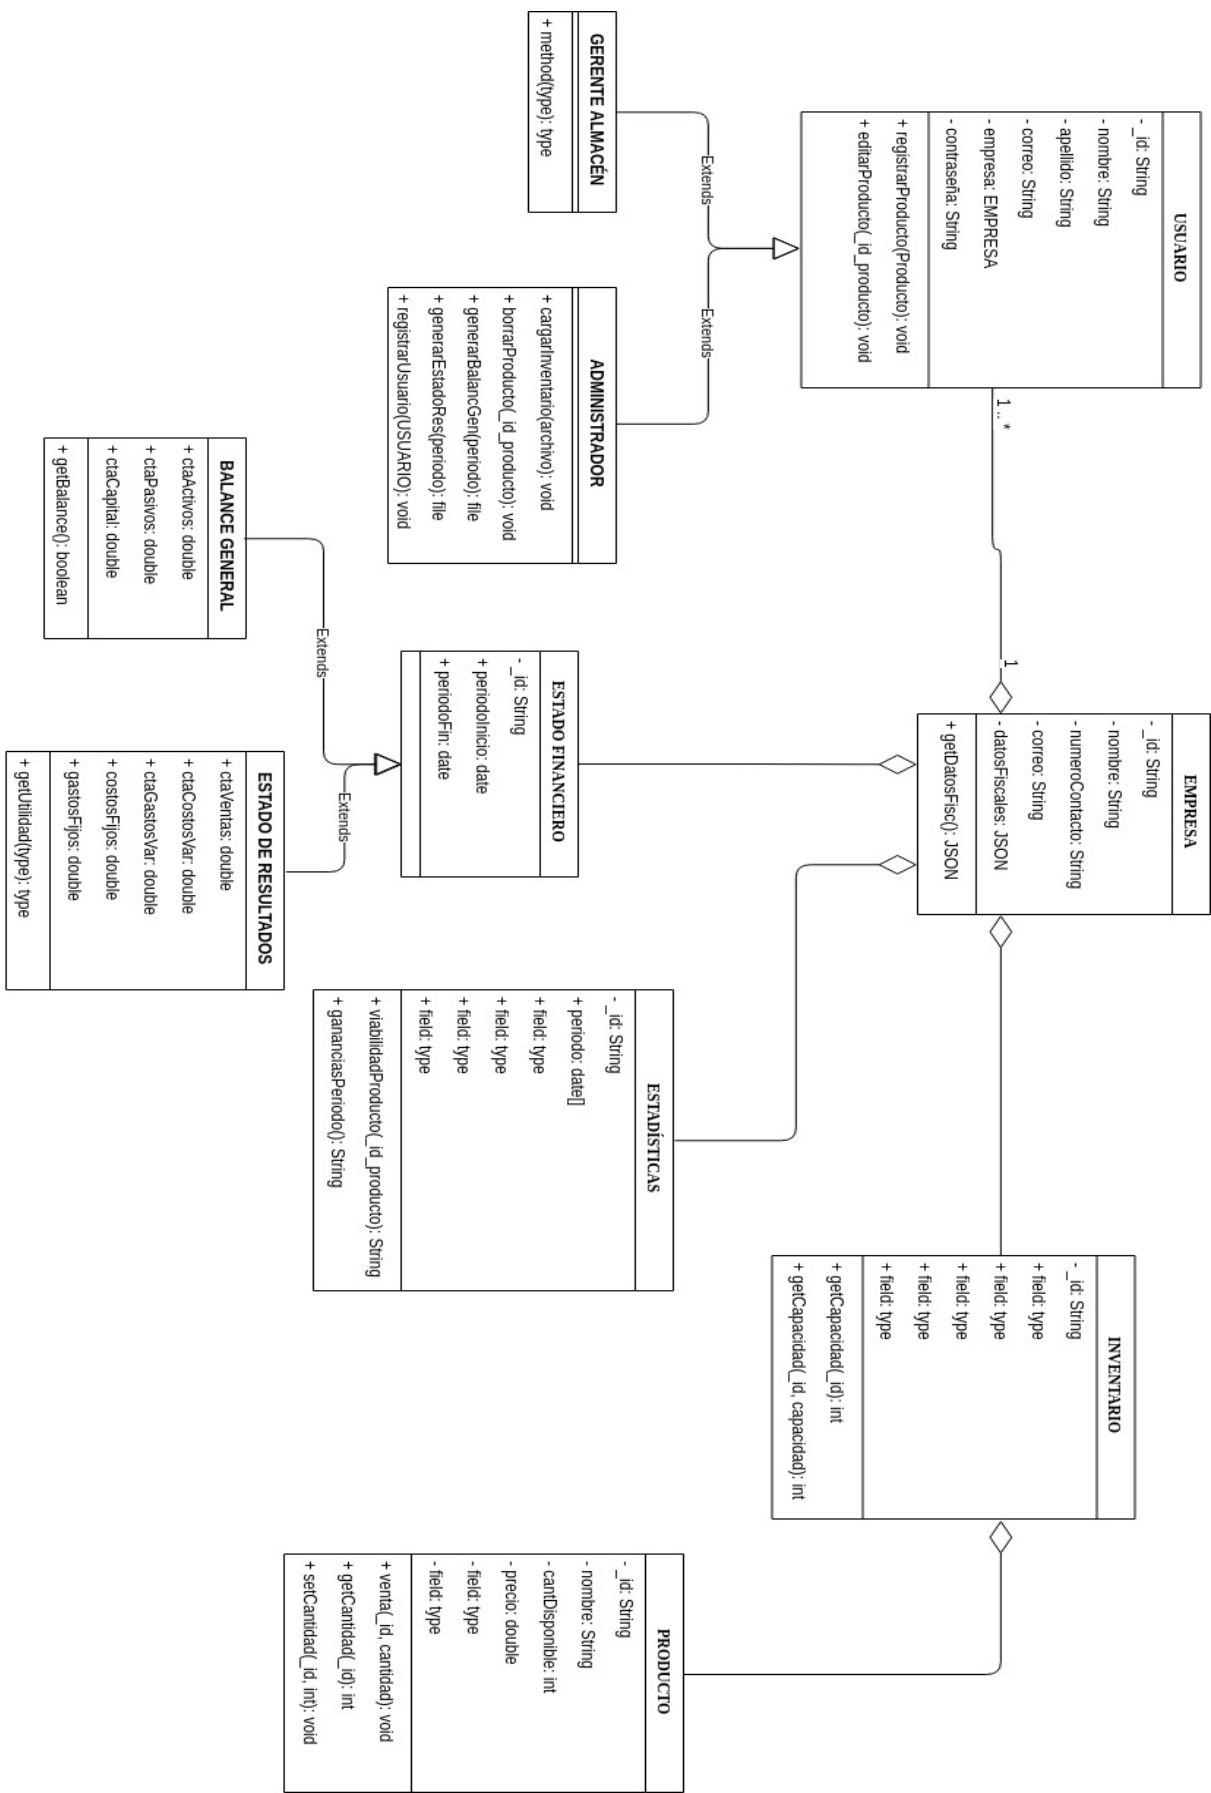 USUARIO
- _id: String
- nombre: String
- apellido: String
- correo: String
- empresa: EMPRESA
- contraseña: String
+ registrarProducto(Producto): void
+ editarProducto(_id_producto): void
1 .. *
1
EMPRESA
- _id: String
- nombre: String
- numeroContacto: String
- correo: String
- datosFiscales: JSON
+ getDatosFisc(): JSON
INVENTARIO
- _id: String
+ field: type
+ field: type
+ field: type
+ field: type
+ field: type
+ getCapacidad(_id): int
+ getCapacidad(_id, capacidad): int
Extends
Extends
GERENTE ALMACÉN
+ method(type): type
ADMINISTRADOR
+ cargarInventario(archivo): void
+ borrarProducto(_id_producto): void
+ generarBalancGen(periodo): file
+ generarEstadoRes(periodo): file
+ registrarUsuario(USUARIO): void
ESTADO FINANCIERO
- _id: String
+ periodoInicio: date
+ periodoFin: date
ESTADÍSTICAS
- _id: String
+ periodo: date[]
+ field: type
+ field: type
+ field: type
+ field: type
+ viabilidadProducto(_id_producto): String
+ gananciasPeriodo(): String
PRODUCTO
- _id: String
- nombre: String
- cantDisponible: int
- precio: double
- field: type
- field: type
+ venta(_id, cantidad): void
+ getCantidad(_id): int
+ setCantidad(_id, int): void
Extends
Extends
BALANCE GENERAL
+ ctaActivos: double
+ ctaPasivos: double
+ ctaCapital: double
+ getBalance(): boolean
ESTADO DE RESULTADOS
+ ctaVentas: double
+ ctaCostosVar: double
+ ctaGastosVar: double
+ costosFijos: double
+ gastosFijos: double
+ getUtilidad(type): type